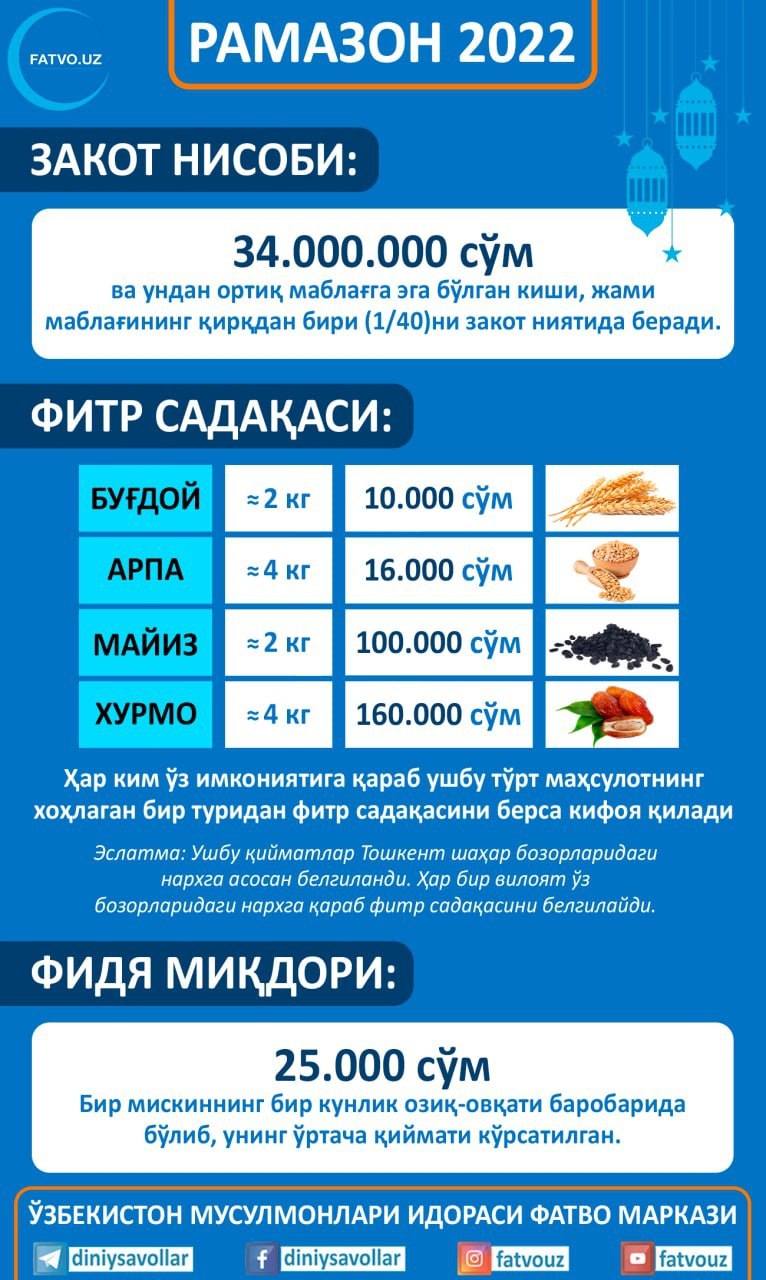 FATVO.UZ
РАМАЗОН 2022
ЗАКОТ НИСОБИ:
34.000.000 сўм
ва ундан ортиқ маблағга эга бўлган киши, жами
маблағининг қирқдан бири (1/40)ни закот ниятида беради.
ФИТР САДАҚАСИ:
БУҒДОЙ ≈ 2 кг 10.000 сўм
АРПА ≈ 4 кг 16.000 сўм
МАЙИЗ ≈ 2 кг 100.000 сўм
ХУРМО ≈ 4 кг 160.000 сўм
Ҳар ким ўз имкониятига қараб ушбу тўрт маҳсулотнинг
хоҳлаган бир туридан фитр садақасини берса кифоя қилади
Эслатма: Ушбу қийматлар Тошкент шаҳар бозорларидаги
нархга асосан белгиланди. Ҳар бир вилоят ўз
бозорларидаги нархга қараб фитр садақасини белгилайди.
ФИДЯ МИҚДОРИ:
25.000 сўм
Бир мискиннинг бир кунлик озиқ-овқати баробарида
бўлиб, унинг ўртача қиймати кўрсатилган.
ЎЗБЕКИСТОН МУСУЛМОНЛАРИ ИДОРАСИ ФАТВО МАРКАЗИ
diniysavollar diniysavollar fatvouz fatvouz